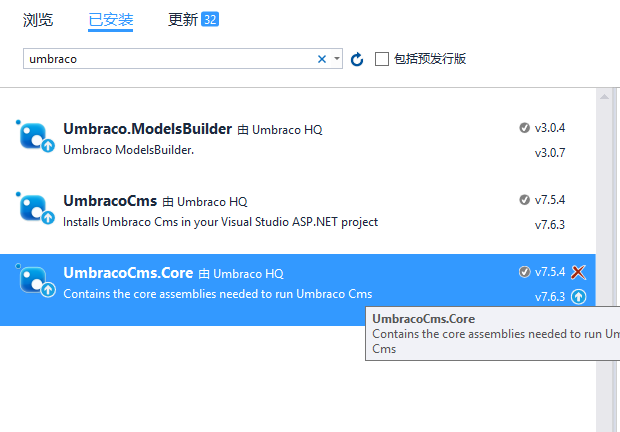 浏览 已安装 更新 32
umbraco 包括预发行版
Umbraco.ModelsBuilder 由 Umbraco HQ v3.0.4
Umbraco ModelsBuilder. v3.0.7
UmbracoCms 由 Umbraco HQ v7.5.4
Installs Umbraco Cms in your Visual Studio ASP.NET project v7.6.3
UmbracoCms.Core 由 Umbraco HQ v7.5.4
Contains the core assemblies needed to run Umbraco Cms v7.6.3
UmbracoCms.Core
Contains the core assemblies needed to run Um
Cms